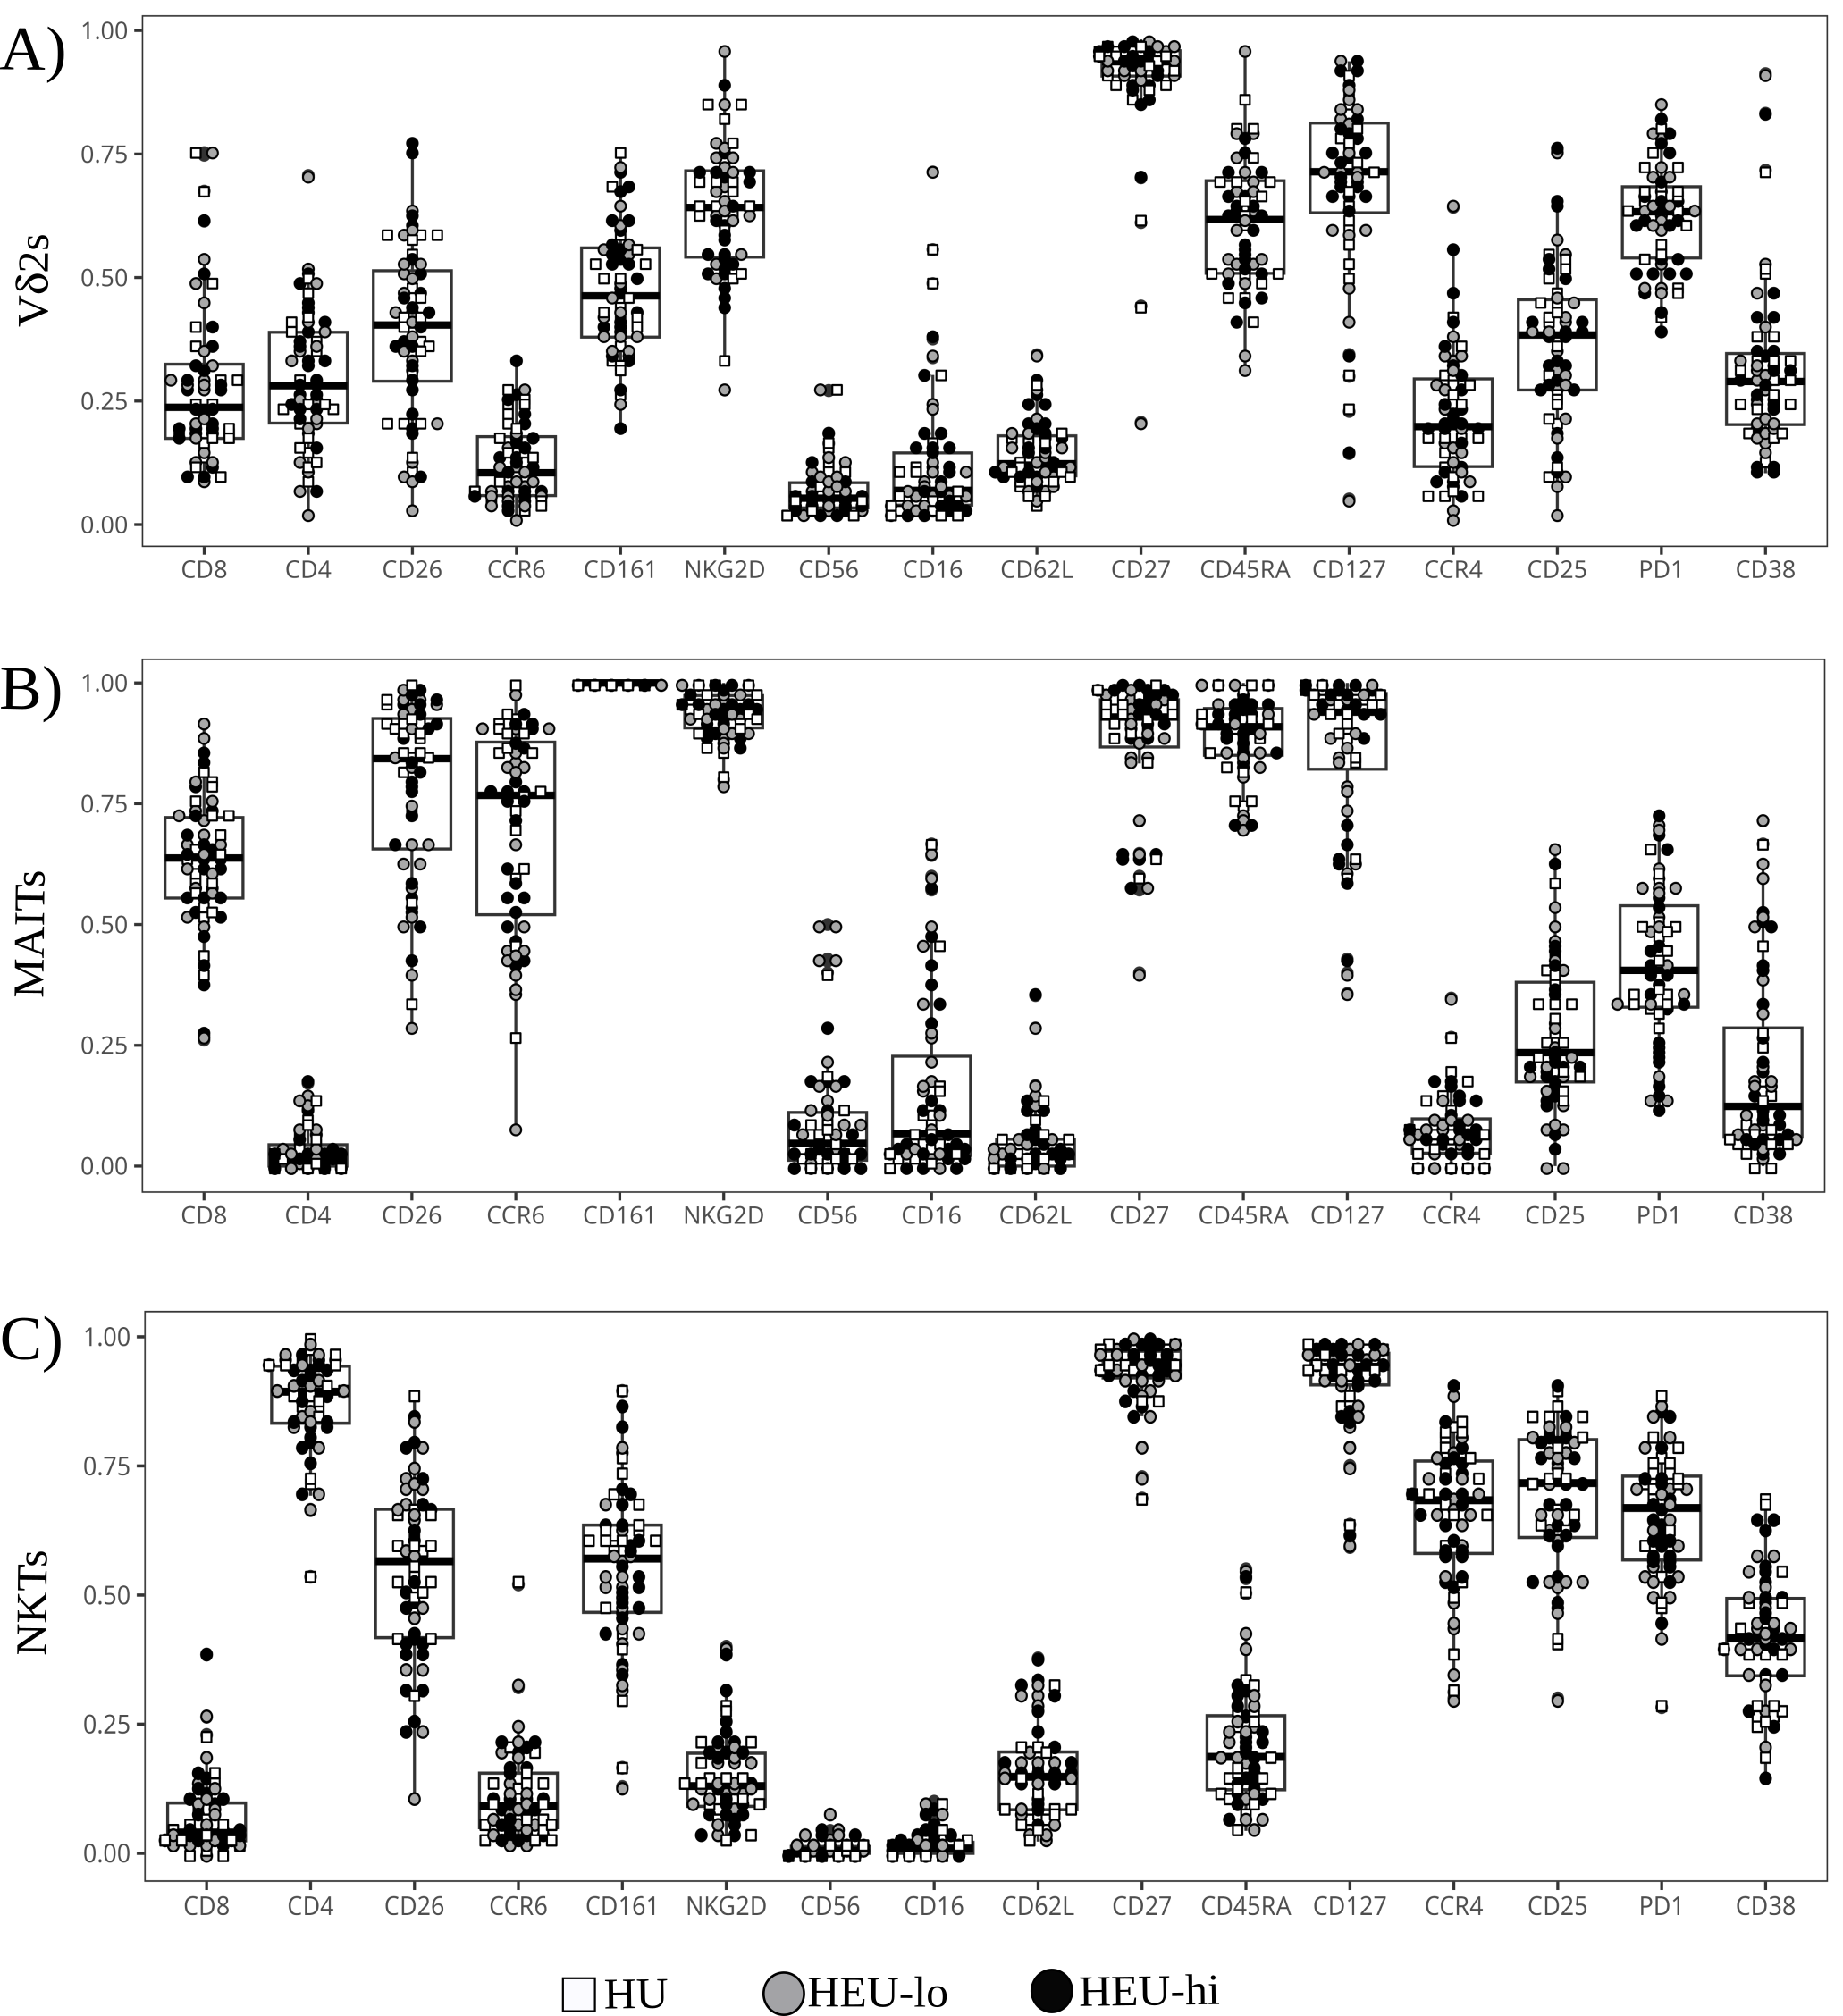 A)
Vδ2s
1.00
0.75
0.50
0.25
0.00
CD8 CD4 CD26 CCR6 CD161 NKG2D CD56 CD16 CD62L CD27 CD45RA CD127 CCR4 CD25 PD1 CD38
B)
MAITs
1.00
0.75
0.50
0.25
0.00
CD8 CD4 CD26 CCR6 CD161 NKG2D CD56 CD16 CD62L CD27 CD45RA CD127 CCR4 CD25 PD1 CD38
C)
NKTs
1.00
0.75
0.50
0.25
0.00
CD8 CD4 CD26 CCR6 CD161 NKG2D CD56 CD16 CD62L CD27 CD45RA CD127 CCR4 CD25 PD1 CD38
HU HEU-lo HEU-hi